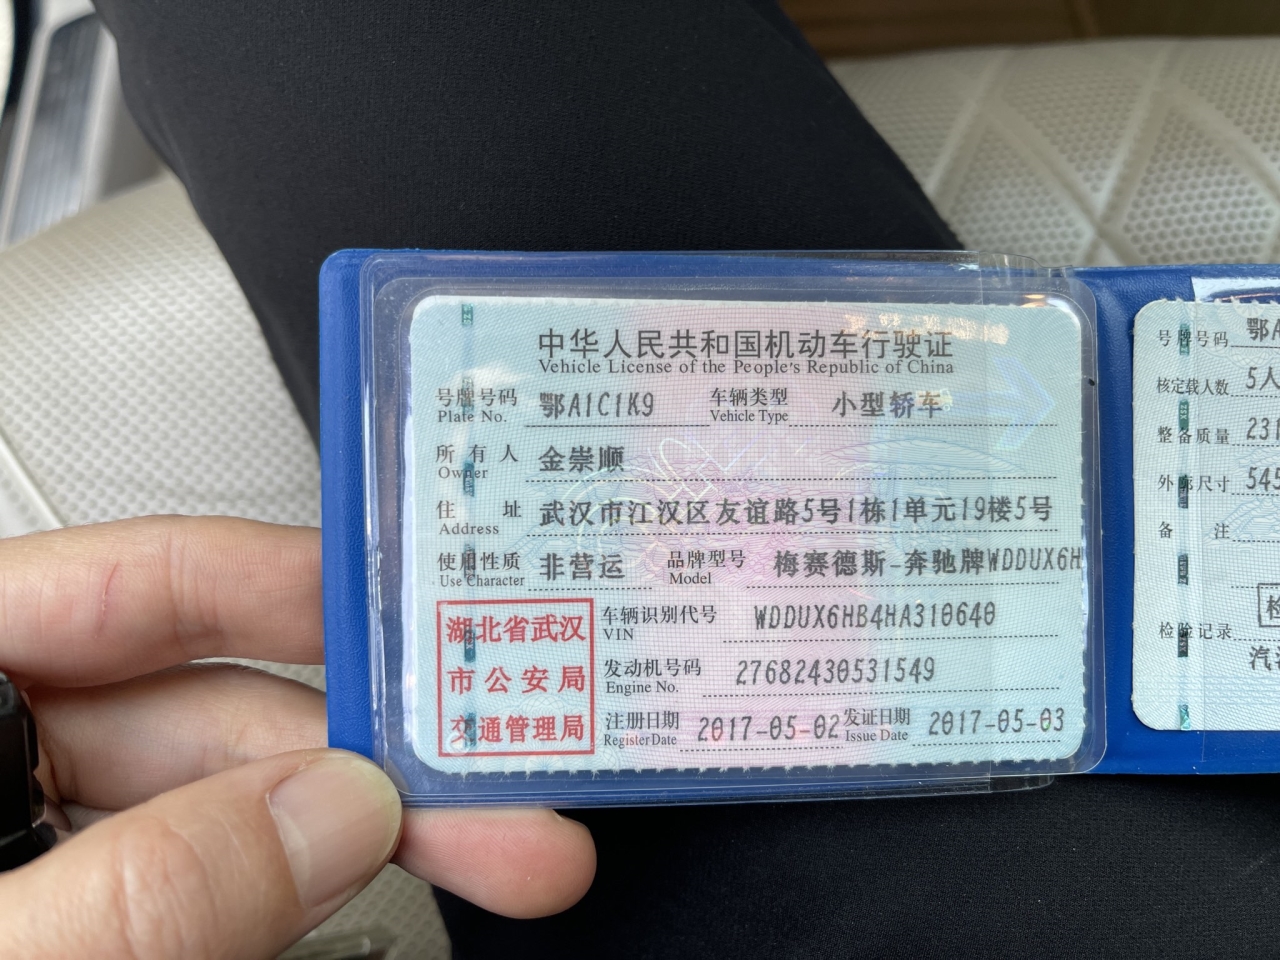 中华人民共和国机动车行驶证
Vehicle License of the People's Republic of China
号牌号码 鄂A1C1K9 车辆类型 小型轿车
Plate No. Vehicle Type
所有人 金崇顺
Owner
住址 武汉市江汉区友谊路5号1栋1单元19楼5号
Address
使用性质 非营运 品牌型号 梅赛德斯-奔驰牌WDDUX6H
Use Character Model
湖北省武汉
市公安局
交通管理局
车辆识别代号 WDDUX6HB4HA310640
VIN
发动机号码 27682430531549
Engine No.
注册日期 2017-05-02 发证日期 2017-05-03
Register Date Issue Date
号牌号码 鄂A
核定载人数 5人
整备质量 231
外廓尺寸 545
备注
检验记录